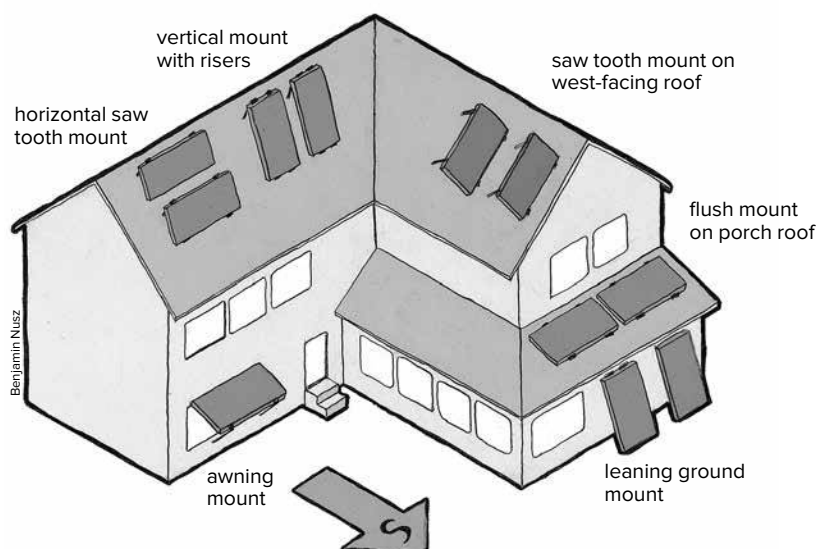 vertical mount
with risers
saw tooth mount on
west-facing roof
horizontal saw
tooth mount
flush mount
on porch roof
Benjamin Nusz
awning
mount
leaning ground
mount
S